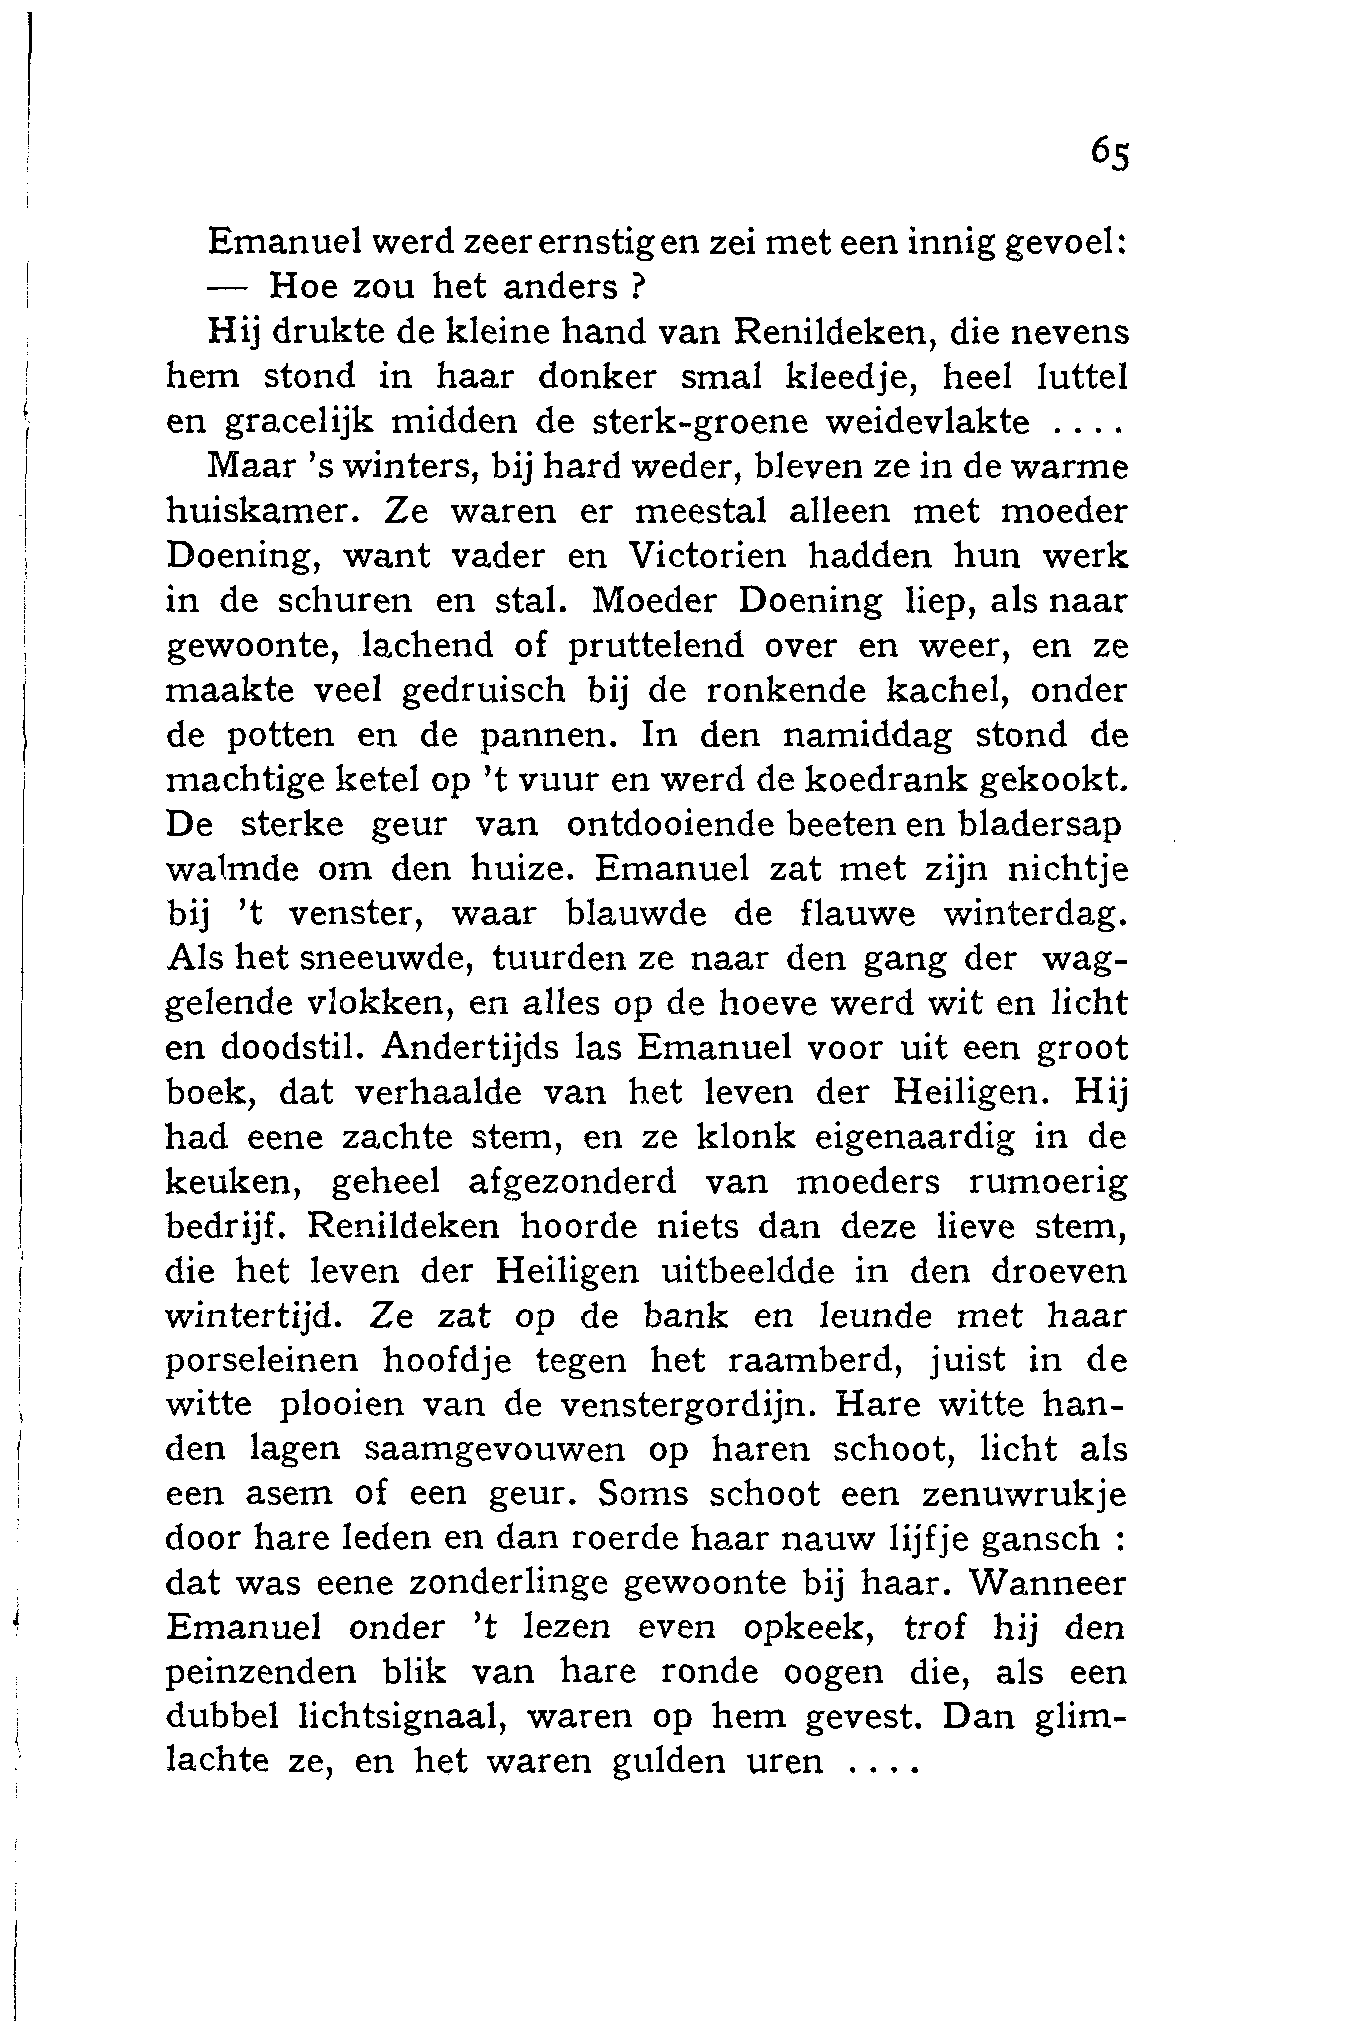 65
Emanuel werd zeer ernstig en zei met een innig gevoel:
— Hoe zou het anders ?
Hij drukte de kleine hand van Renildeken, die nevens
hem stond in haar donker smal kleedje, heel luttel
en gracelijk midden de sterk-groene weidevlakte ....
Maar 's winters, bij hard weder, bleven ze in de warme
huiskamer. Ze waren er meestal alleen met moeder
Doening, want vader en Victorien hadden hun werk
in de schuren en stal. Moeder Doening liep, als naar
gewoonte, lachend of pruttelend over en weer, en ze
maakte veel gedruisch bij de ronkende kachel, onder
de potten en de pannen. In den namiddag stond de
machtige ketel op 't vuur en werd de koedrank gekookt.
De sterke geur van ontdooiende beeten en bladersap
walmde om den huize. Emanuel zat met zijn nichtje
bij 't venster, waar blauwde de flauwe winterdag.
Als het sneeuwde, tuurden ze naar den gang der wag-
gelende vlokken, en alles op de hoeve werd wit en licht
en doodstil. Andertijds las Emanuel voor uit een groot
boek, dat verhaalde van het leven der Heiligen. Hij
had eene zachte stem, en ze klonk eigenaardig in de
keuken, geheel afgezonderd van moeders rumoerig
bedrijf. Renildeken hoorde niets dan deze lieve stem,
die het leven der Heiligen uitbeeldde in den droeven
wintertijd. Ze zat op de bank en leunde met haar
porseleinen hoofdje tegen het raamberd, juist in de
witte plooien van de venstergordijn. Hare witte han-
den lagen saamgevouwen op haren schoot, licht als
een asem of een geur. Soms schoot een zenuwrukje
door hare leden en dan roerde haar nauw lijfje gansch :
dat was eene zonderlinge gewoonte bij haar. Wanneer
Emanuel onder 't lezen even opkeek, trof hij den
peinzenden blik van hare ronde oogen die, als een
dubbel lichtsignaal, waren op hem gevest. Dan glim-
lachte ze, en het waren gulden uren ....